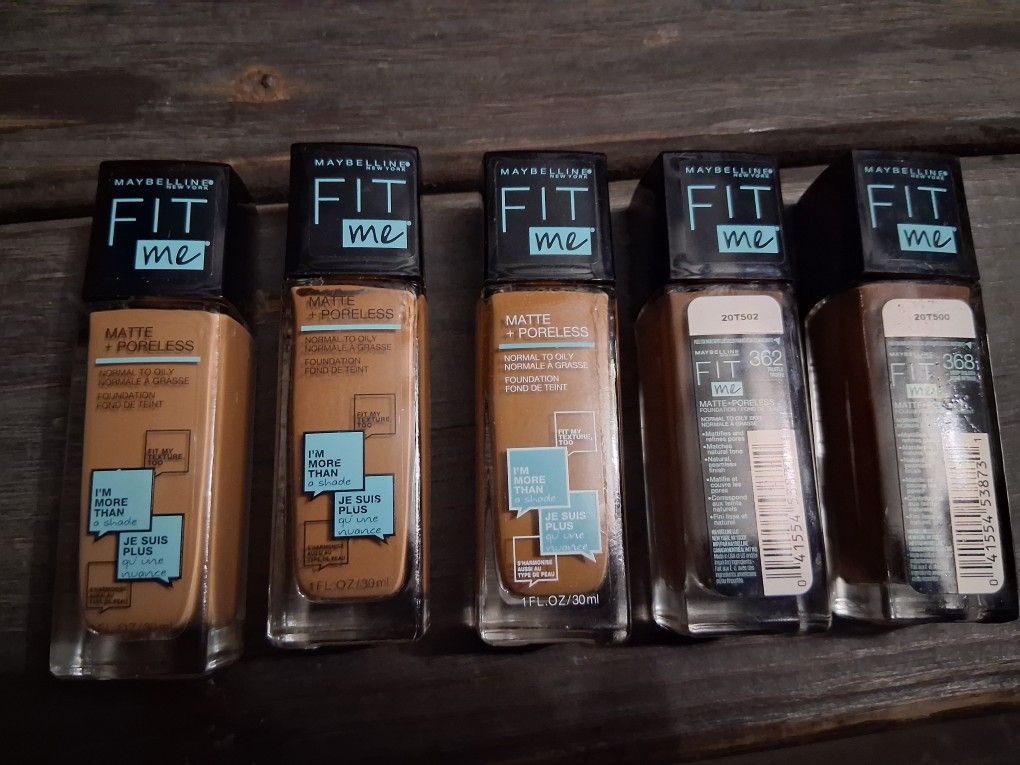 MAYBELLINE®
NEW YORK
FIT
me®
MATTE
+ PORELESS
NORMAL TO OILY
NORMALE À GRASSE
FOUNDATION
FOND DE TEINT
FIT MY
TEXTURE,
TOO
I'M
MORE
THAN
a shade
JE SUIS
PLUS
qu'une
nuance
MAYBELLINE®
NEW YORK
FIT
me®
MATTE
+ PORELESS
NORMAL TO OILY
NORMALE À GRASSE
FOUNDATION
FOND DE TEINT
FIT MY
TEXTURE,
TOO
I'M
MORE
THAN
a shade
JE SUIS
PLUS
qu'une
nuance
S'HARMONISE
AUSSI AU
TYPE DE PEAU
1 FL.OZ/30ml
MAYBELLINE®
NEW YORK
FIT
me®
MATTE
+ PORELESS
NORMAL TO OILY
NORMALE À GRASSE
FOUNDATION
FOND DE TEINT
FIT MY
TEXTURE,
TOO
I'M
MORE
THAN
a shade
JE SUIS
PLUS
qu'une
nuance
S'HARMONISE
AUSSI AU
TYPE DE PEAU
1 FL.OZ/30ml
MAYBELLINE®
NEW YORK
FIT
me®
20T502
MAYBELLINE
FIT 362
me
MATTE+PORELESS
NORMAL TO OILY SKIN
NORMALE À GRASSE
•Mattifies and
refines pores
•Matches
natural tone
•Natural,
seamless
finish
•Matifie et
couvre les
pores
•Correspond
aux teints
naturels
•Fini lisse et
naturel
0 41554
MAYBELLINE®
NEW YORK
FIT
me®
20T500
FIT 368
me
0 41554 53873 1